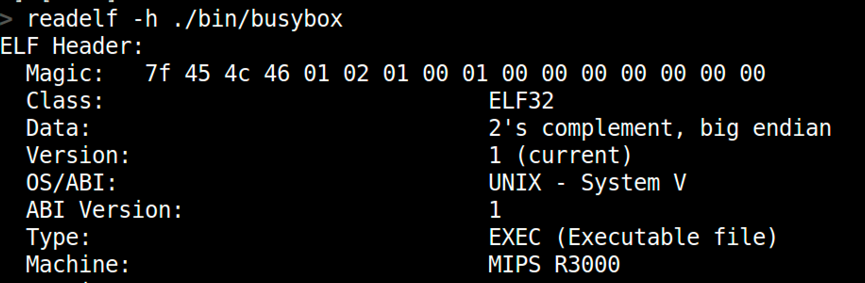 > readelf -h ./bin/busybox
ELF Header:
Magic: 7f 45 4c 46 01 02 01 00 01 00 00 00 00 00 00 00
Class: ELF32
Data: 2's complement, big endian
Version: 1 (current)
OS/ABI: UNIX - System V
ABI Version: 1
Type: EXEC (Executable file)
Machine: MIPS R3000